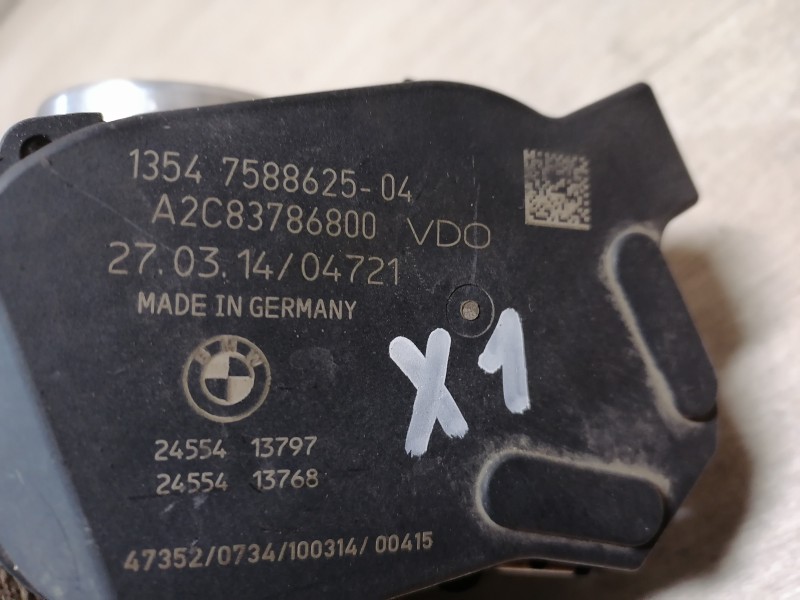 1354 7588625-04
A2C83786800 VDO
27.03.14/04721
MADE IN GERMANY
BMW
X1
24554 13797
24554 13768
47352/0734/100314/00415